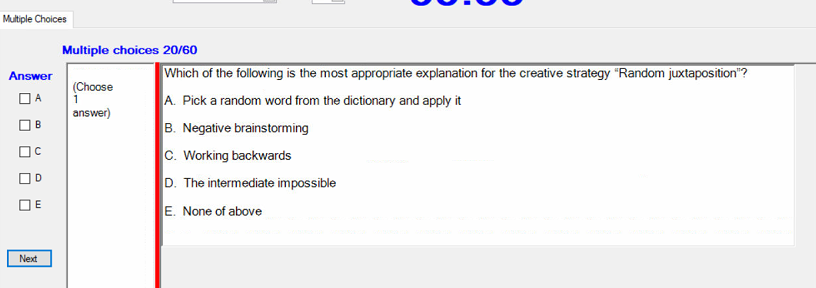 Multiple Choices
Multiple choices 20/60
Answer
A
B
C
D
E
Next
(Choose
1
answer)
Which of the following is the most appropriate explanation for the creative strategy “Random juxtaposition”?
A. Pick a random word from the dictionary and apply it
B. Negative brainstorming
C. Working backwards
D. The intermediate impossible
E. None of above